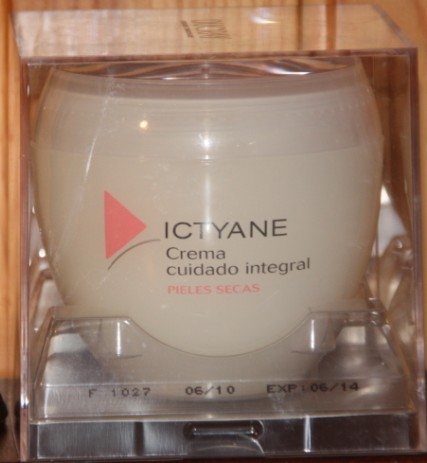 ICTYANE
Crema
cuidado integral
PIELES SECAS
F 1027 06/10 EXP:06/14